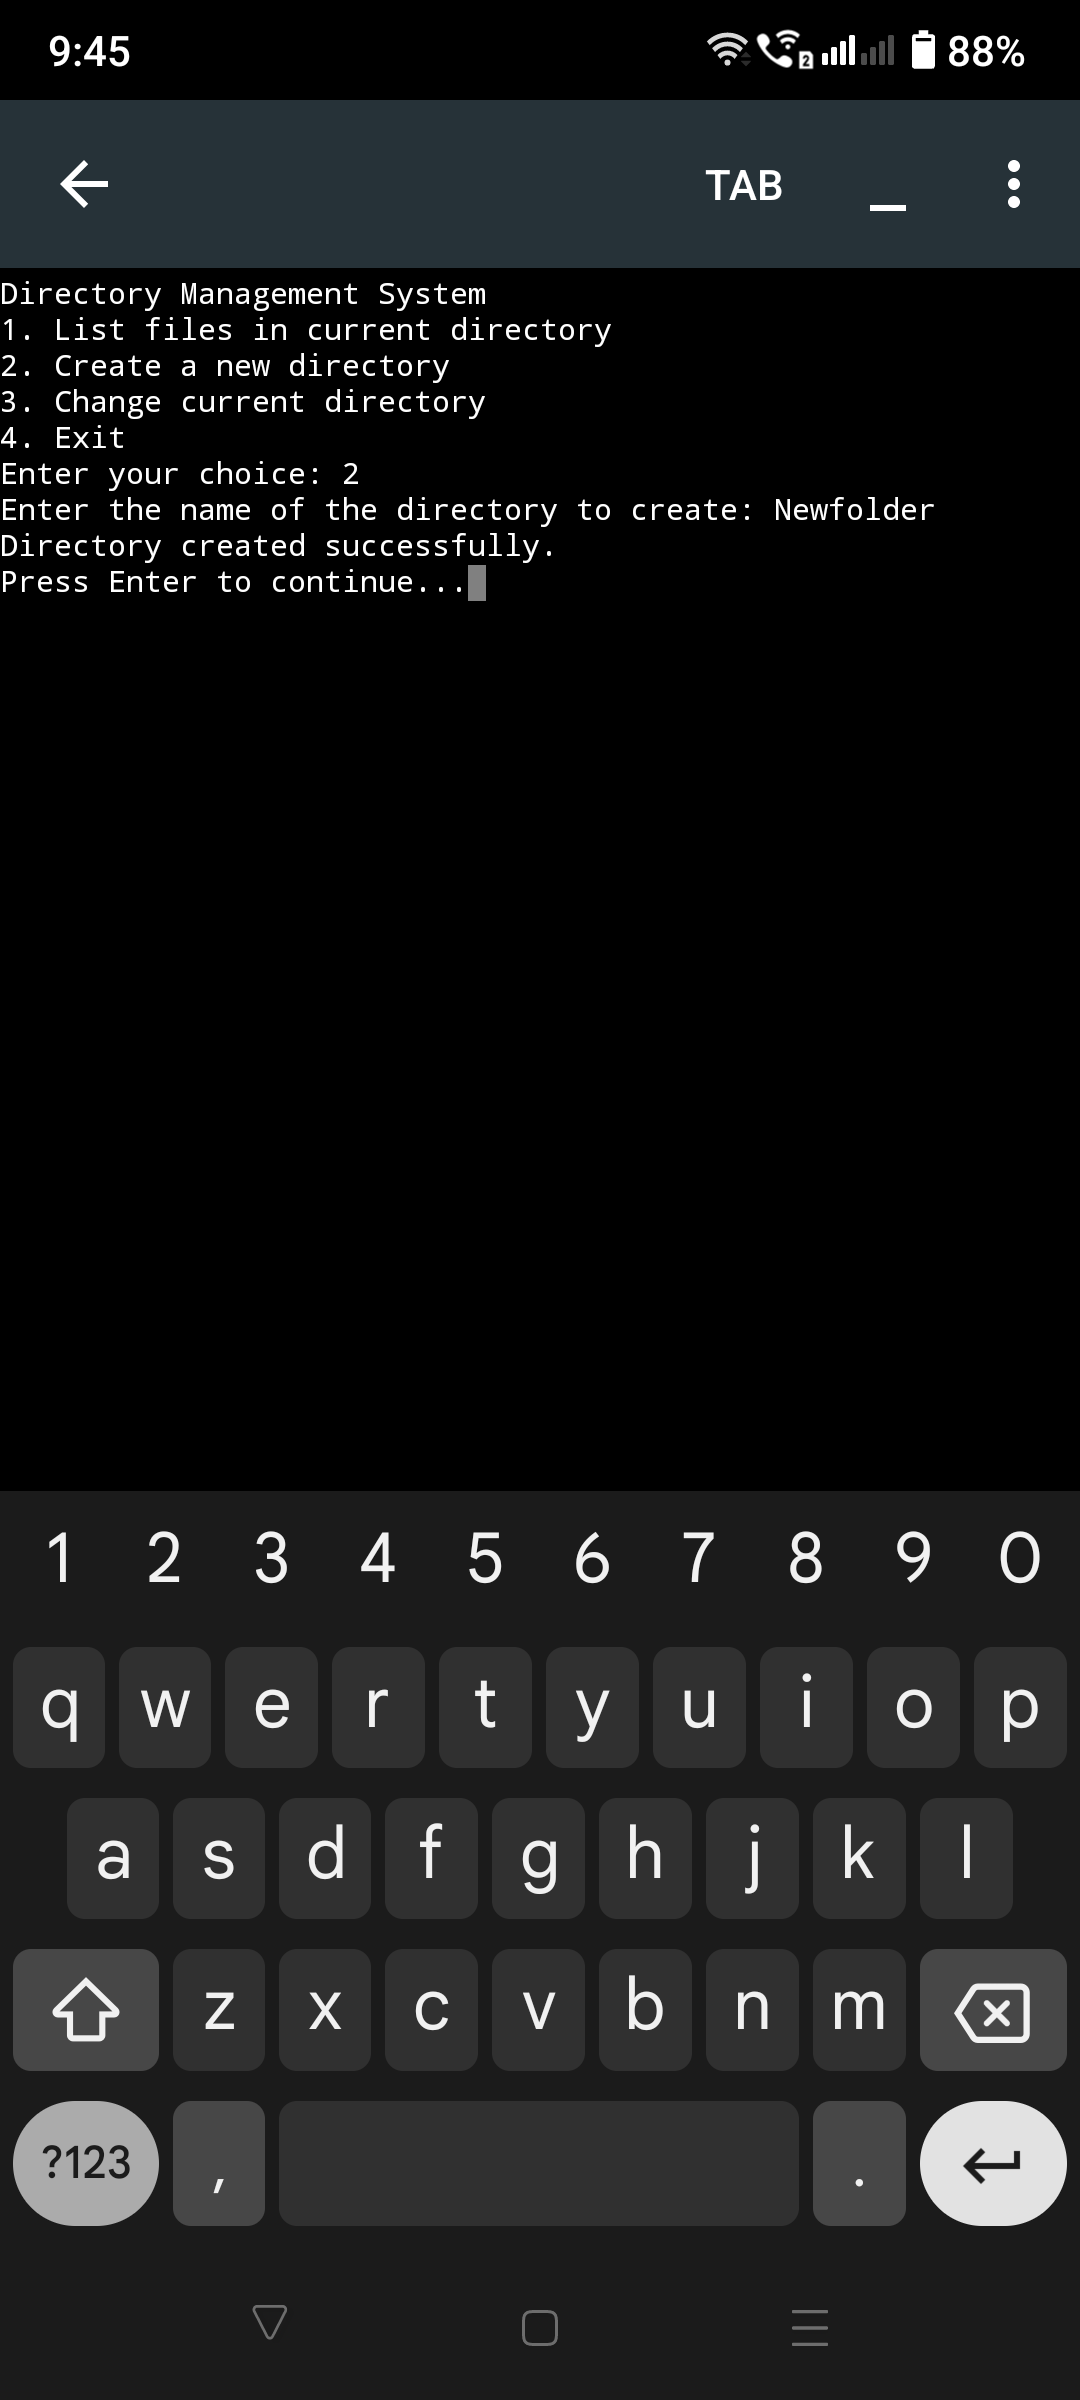 9:45
2
88%
TAB
Directory Management System
1. List files in current directory
2. Create a new directory
3. Change current directory
4. Exit
Enter your choice: 2
Enter the name of the directory to create: Newfolder
Directory created successfully.
Press Enter to continue...
1 2 3 4 5 6 7 8 9 0
q w e r t y u i o p
a s d f g h j k l
z x c v b n m
?123 , .